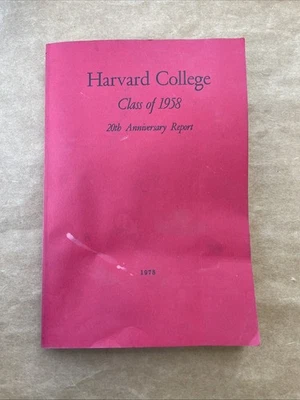 Harvard College
Class of 1958
20th Anniversary Report
1978